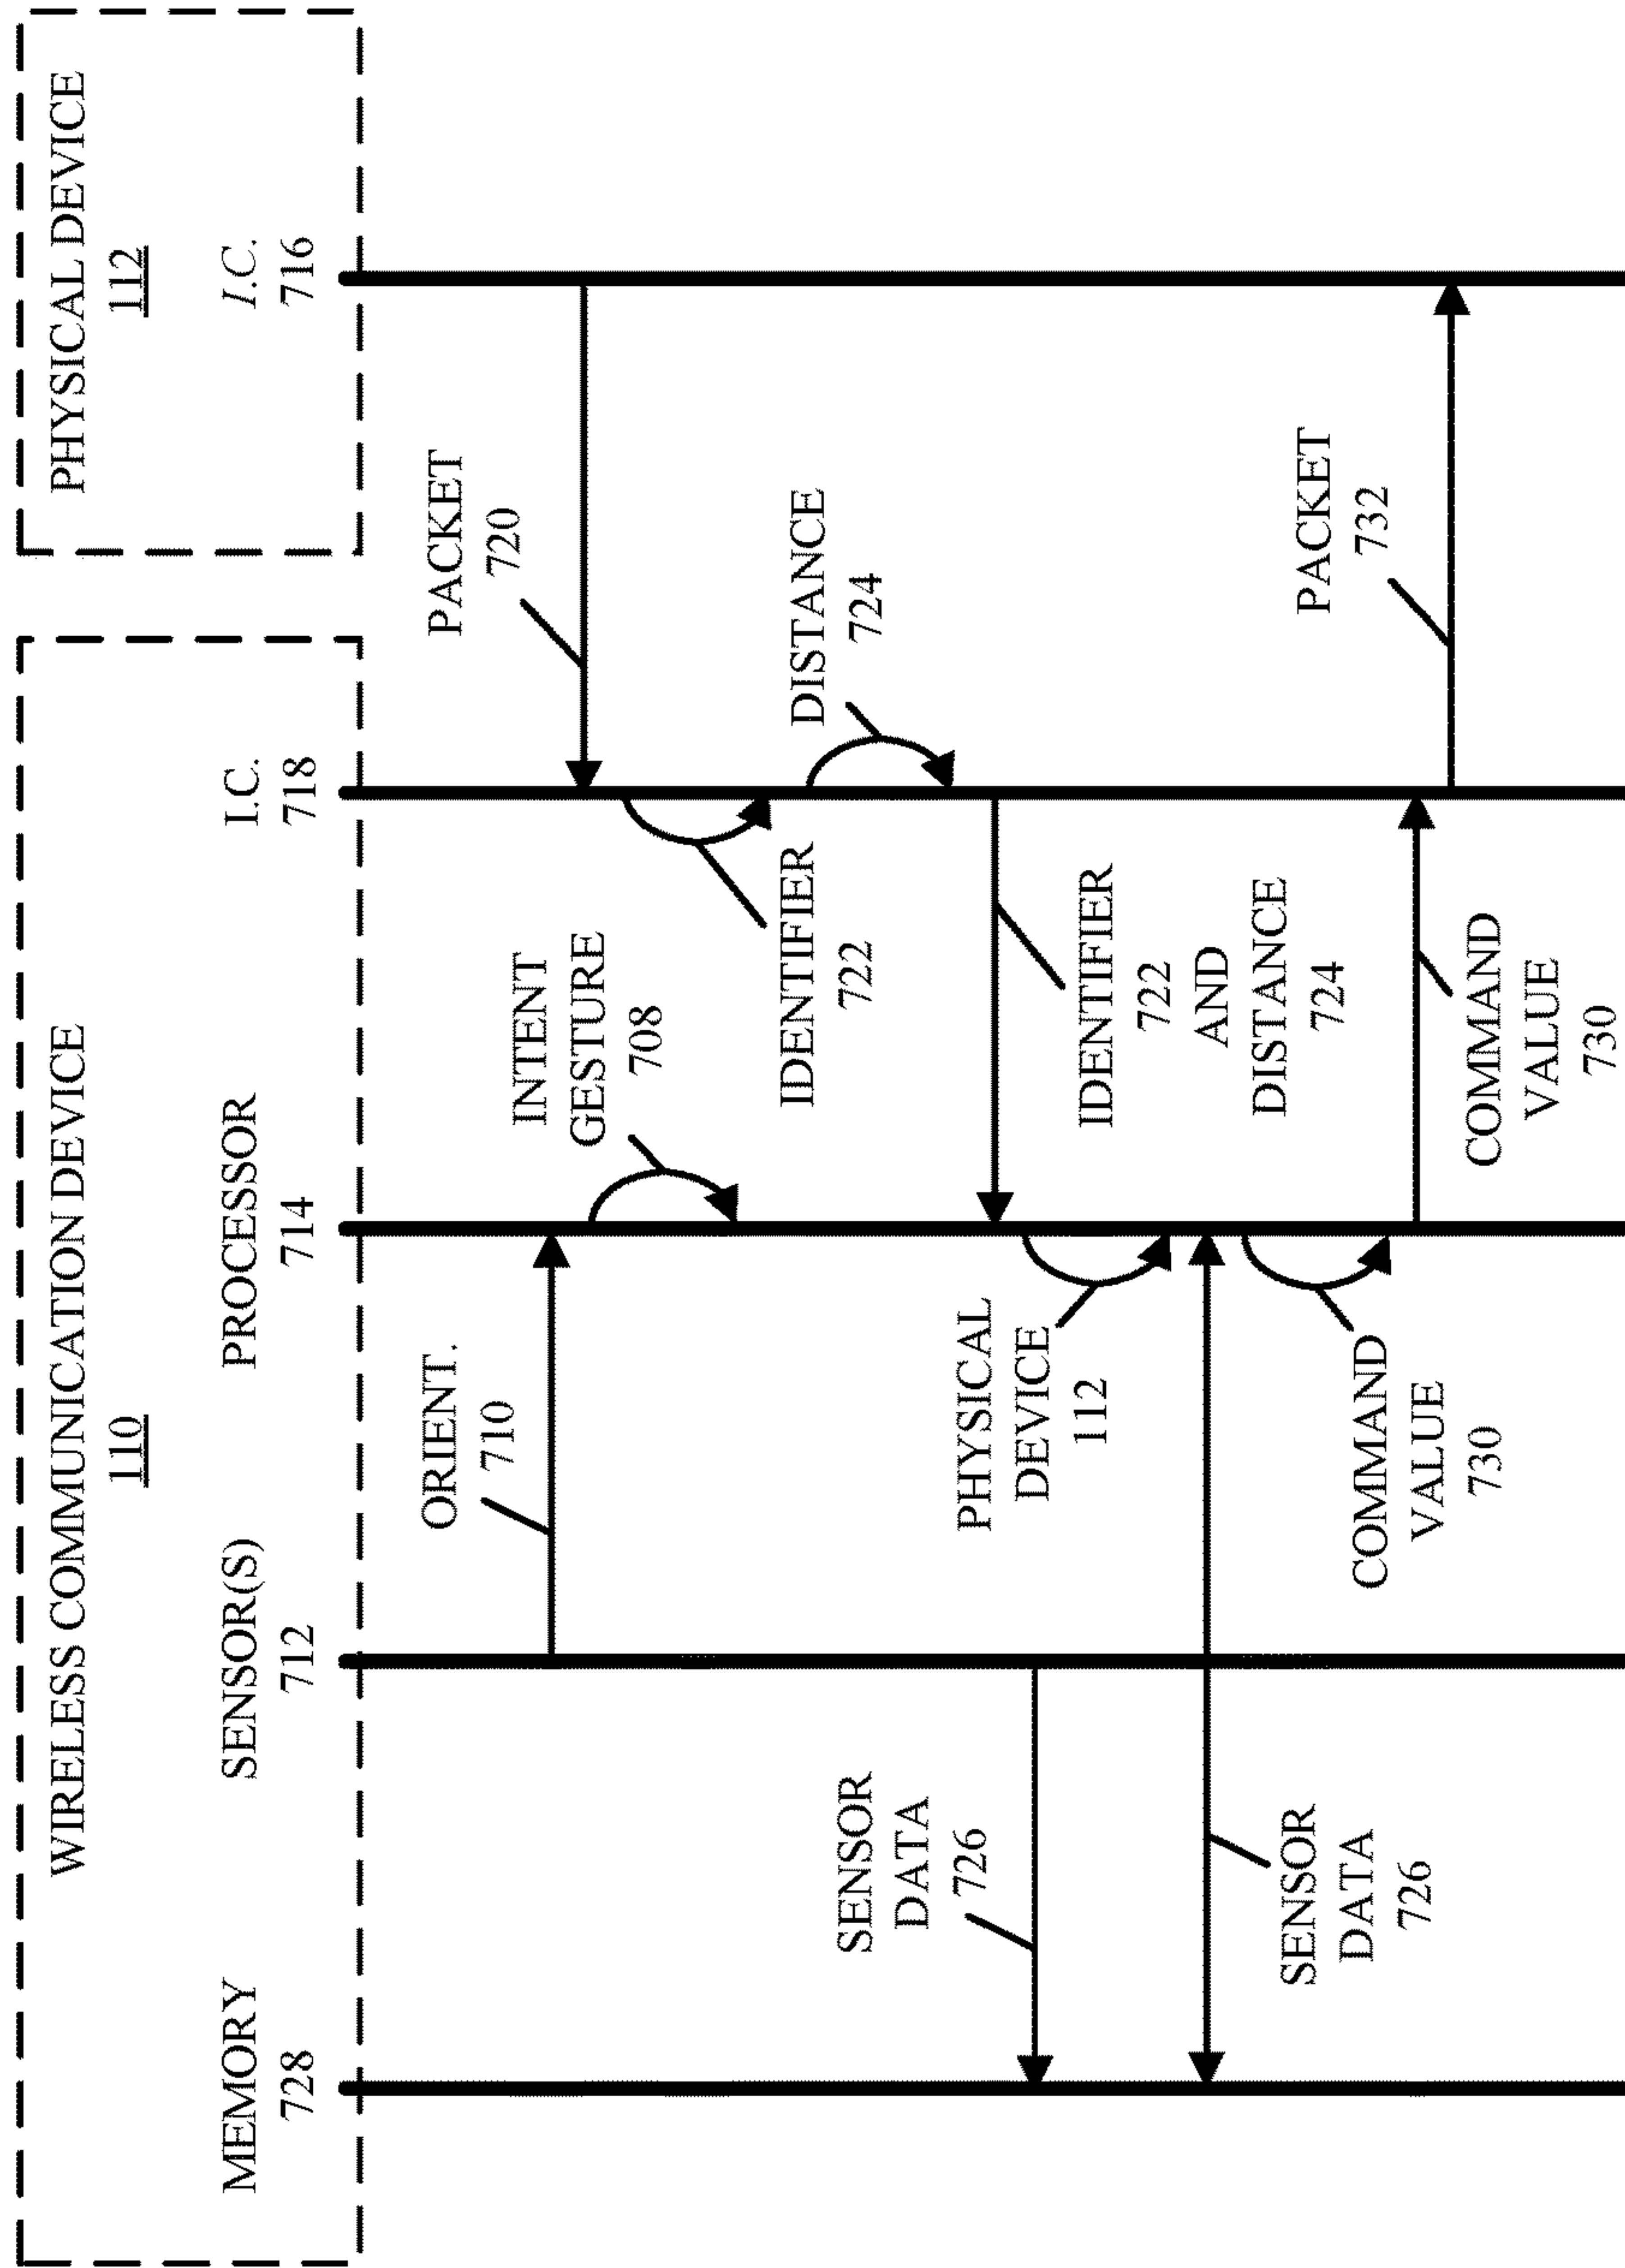 WIRELESS COMMUNICATION DEVICE
110
PHYSICAL DEVICE
112
MEMORY
728
SENSOR(S)
712
PROCESSOR
714
I.C.
718
I.C.
716
ORIENT.
710
PACKET
720
INTENT
GESTURE
708
IDENTIFIER
722
DISTANCE
724
SENSOR
DATA
726
PHYSICAL
DEVICE
112
IDENTIFIER
722
AND
DISTANCE
724
SENSOR
DATA
726
COMMAND
VALUE
730
COMMAND
VALUE
730
PACKET
732